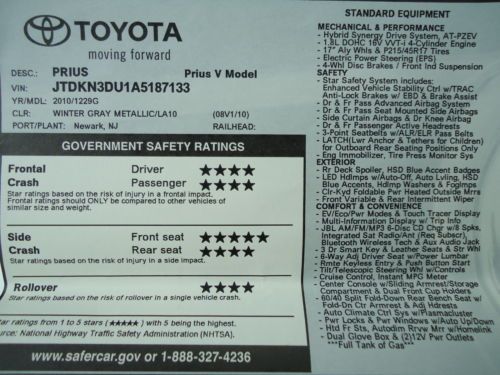 TOYOTA
moving forward
DESC.: PRIUS Prius V Model
VIN: JTDKN3DU1A5187133
YR/MDL: 2010/1229G
CLR: WINTER GRAY METALLIC/LA10 (08V1/10)
PORT/PLANT: Newark, NJ RAILHEAD:
GOVERNMENT SAFETY RATINGS
Frontal Driver ★★★★
Crash Passenger ★★★★
Star ratings based on the risk of injury in a frontal impact.
Frontal ratings should ONLY be compared to other vehicles of
similar size and weight.
Side Front seat ★★★★★
Crash Rear seat ★★★★
Star ratings based on the risk of injury in a side impact.
Rollover ★★★★
Star ratings based on the risk of rollover in a vehicle crash.
ar ratings from 1 to 5 stars (★★★★★) with 5 being the highest.
ource: National Highway Traffic Safety Administration (NHTSA).
www.safercar.gov or 1-888-327-4236
STANDARD EQUIPMENT
MECHANICAL & PERFORMANCE
- Hybrid Synergy Drive System, AT-PZEV
- 1.8L DOHC 16V VVT-i 4-Cylinder Engine
- 17" Aly Whls & P215/45R17 Tires
- Electric Power Steering (EPS)
- 4-Whl Disc Brakes / Front Ind Suspension
SAFETY
- Star Safety System includes:
Enhanced Vehicle Stability Ctrl w/TRAC
Anti-Lock Brakes w/ EBD & Brake Assist
- Dr & Fr Pass Advanced Airbag System
- Dr & Fr Pass Seat Mounted Side Airbags
- Side Curtain Airbags & Dr Knee Airbag
- Dr & Fr Passenger Active Headrests
- 3-Point Seatbelts w/ALR/ELR Pass Belts
- LATCH(Lwr Anchor & Tethers for Children)
for Outboard Rear Seating Positions Only
- Eng Immobilizer, Tire Press Monitor Sys
EXTERIOR
- Rr Deck Spoiler, HSD Blue Accent Badges
- LED Hdlmps w/Auto-Off, Auto Lvling, HSD
Blue Accents, Hdlmp Washers & Foglmps
- Clr-Kyd Foldable Pwr Heated Outside Mrrs
- Front Variable & Rear Intermittent Wiper
COMFORT & CONVENIENCE
- EV/Eco/Pwr Modes & Touch Tracer Display
- Multi-Information Display w/ Trip Info
- JBL AM/FM/MP3 6-Disc CD Chgr w/8 Spks,
Integrated Sat Radio/Ant (Req Subscr),
Bluetooth Wireless Tech & Aux Audio Jack
- 3 Dr Smart Key & Leather Seats & Str Whl
- 6-Way Adj Driver Seat w/Power Lumbar
- Rmte Keyless Entry & Push Button Start
- Tilt/Telescopic Steering Whl w/Controls
- Cruise Control, Instant MPG Meter
- Center Console w/Sliding Armrest/Storage
Compartment & Dual Front Cup Holders
- 60/40 Split Fold-Down Rear Bench Seat w/
Fold-Dn Ctr Armrest & Adj Hdrests
- Auto Climate Ctrl Sys w/Plasmacluster
- Pwr Locks & Pwr Windows w/Auto Up/Down
- Htd Fr Sts, Autodim Rrvw Mrr w/Homelink
- Dual Glove Box & (2)12V Pwr Outlets
***Full Tank of Gas***